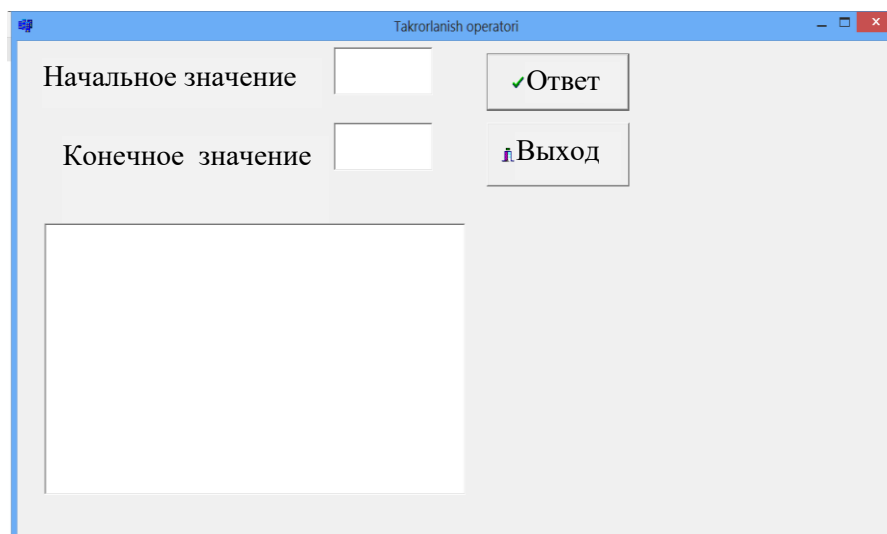 Takrorlanish operatori
Начальное значение
Ответ
Конечное значение
Выход